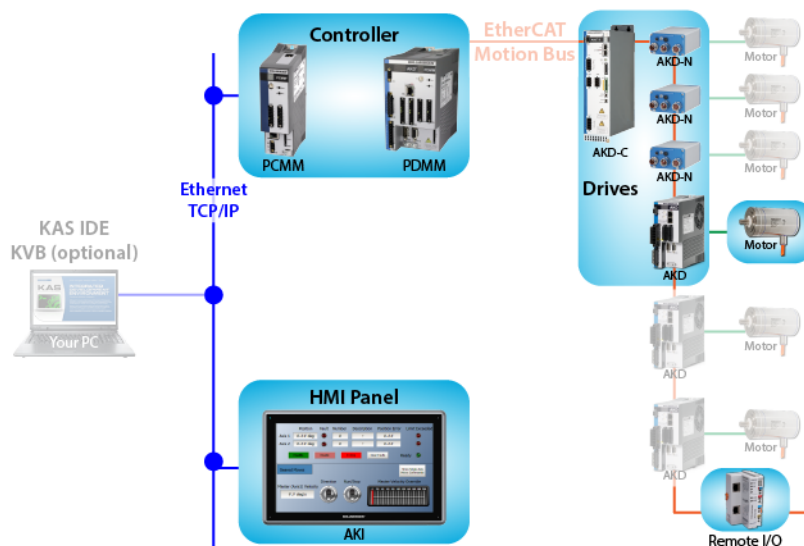 Controller
PCMM
PDMM
EtherCAT
Motion Bus
AKD-C
AKD-N
AKD-N
AKD-N
Drives
AKD
Motor
Motor
Motor
Motor
Ethernet
TCP/IP
KAS IDE
KVB (optional)
KAS
Your PC
HMI Panel
AKI
AKD
Motor
AKD
Motor
Remote I/O